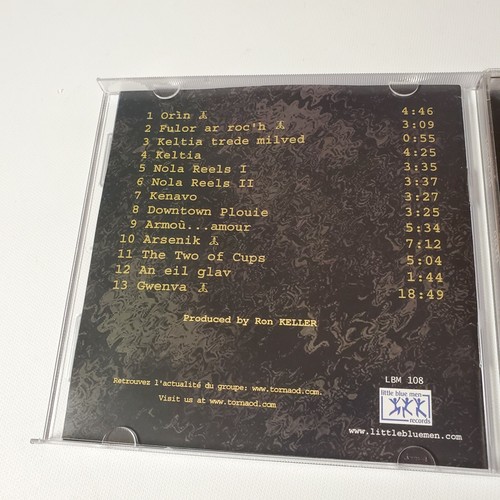 1 Orìn 4:46
2 Fulor ar roc'h 3:09
3 Keltia trede milved 0:55
4 Keltia 4:25
5 Nola Reels I 3:35
6 Nola Reels II 3:37
7 Kenavo 3:27
8 Downtown Plouie 3:25
9 Armoù...amour 5:34
10 Arsenik 7:12
11 The Two of Cups 5:04
12 An eil glav 1:44
13 Gwenva 18:49
Produced by Ron KELLER
Retrouvez l'actualité du groupe: www.tornaod.com.
Visit us at www.tornaod.com
LBM 108
little blue men
records
www.littlebluemen.com